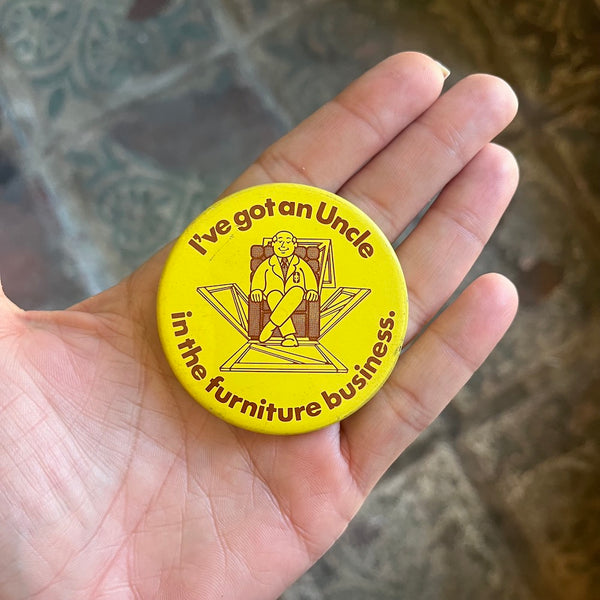 I've got an Uncle
in the furniture business.